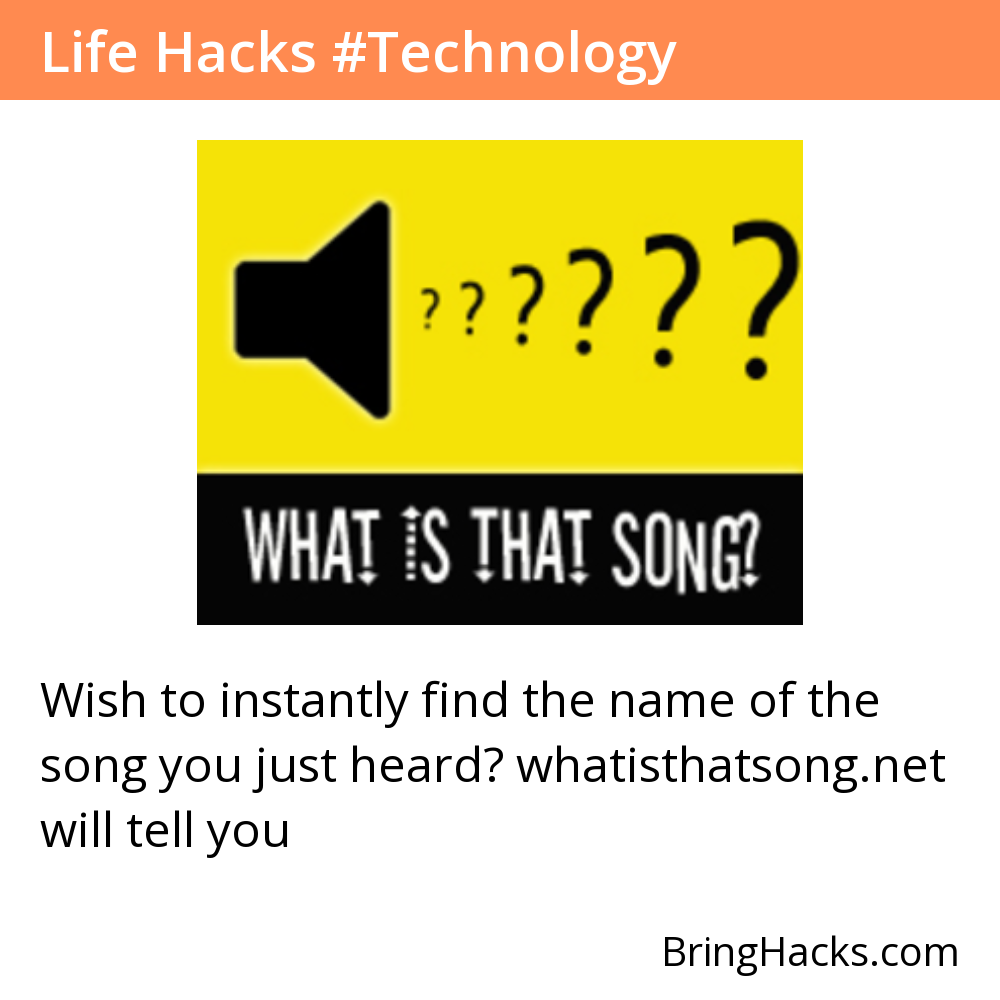 Life Hacks #Technology
? ? ? ? ? ?
WHAT IS THAT SONG?
Wish to instantly find the name of the
song you just heard? whatisthatsong.net
will tell you
BringHacks.com